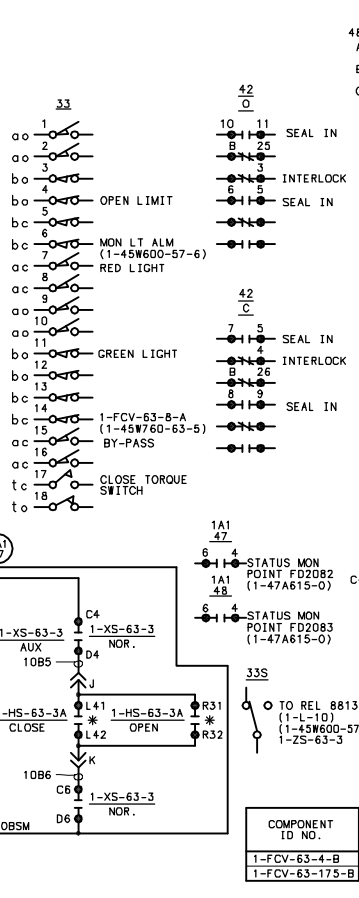 48
A
E
C
33
ao 1
ao 2
bo 3
bo 4 OPEN LIMIT
bc 5
bc 6 MON LT ALM
(1-45W600-57-6)
ac 7 RED LIGHT
ac 8
ao 9
ao 10
bo 11 GREEN LIGHT
bo 12
bc 13
bc 14 1-FCV-63-8-A
(1-45W760-63-5)
ac 15 BY-PASS
ac 16
tc 17 CLOSE TORQUE
SWITCH
to 18
42
O
10 11 SEAL IN
B 25
3 INTERLOCK
6 5 SEAL IN
42
C
7 5 SEAL IN
4 INTERLOCK
B 26
8 9 SEAL IN
1A1
47
6 4 STATUS MON
POINT FD2082
(1-47A615-0)
1A1
48
6 4 STATUS MON
POINT FD2083
(1-47A615-0)
C
A1
7
C4
1-XS-63-3
AUX
1-XS-63-3
NOR.
D4
10B5
J
L41
R31
-HS-63-3A
CLOSE
*
1-HS-63-3A
OPEN
*
L42
R32
K
10B6
C6
1-XS-63-3
NOR.
D6
OBSM
33S
TO REL 8813
(1-L-10)
(1-45W600-57
1-ZS-63-3
COMPONENT
ID NO.
1-FCV-63-4-B
1-FCV-63-175-B